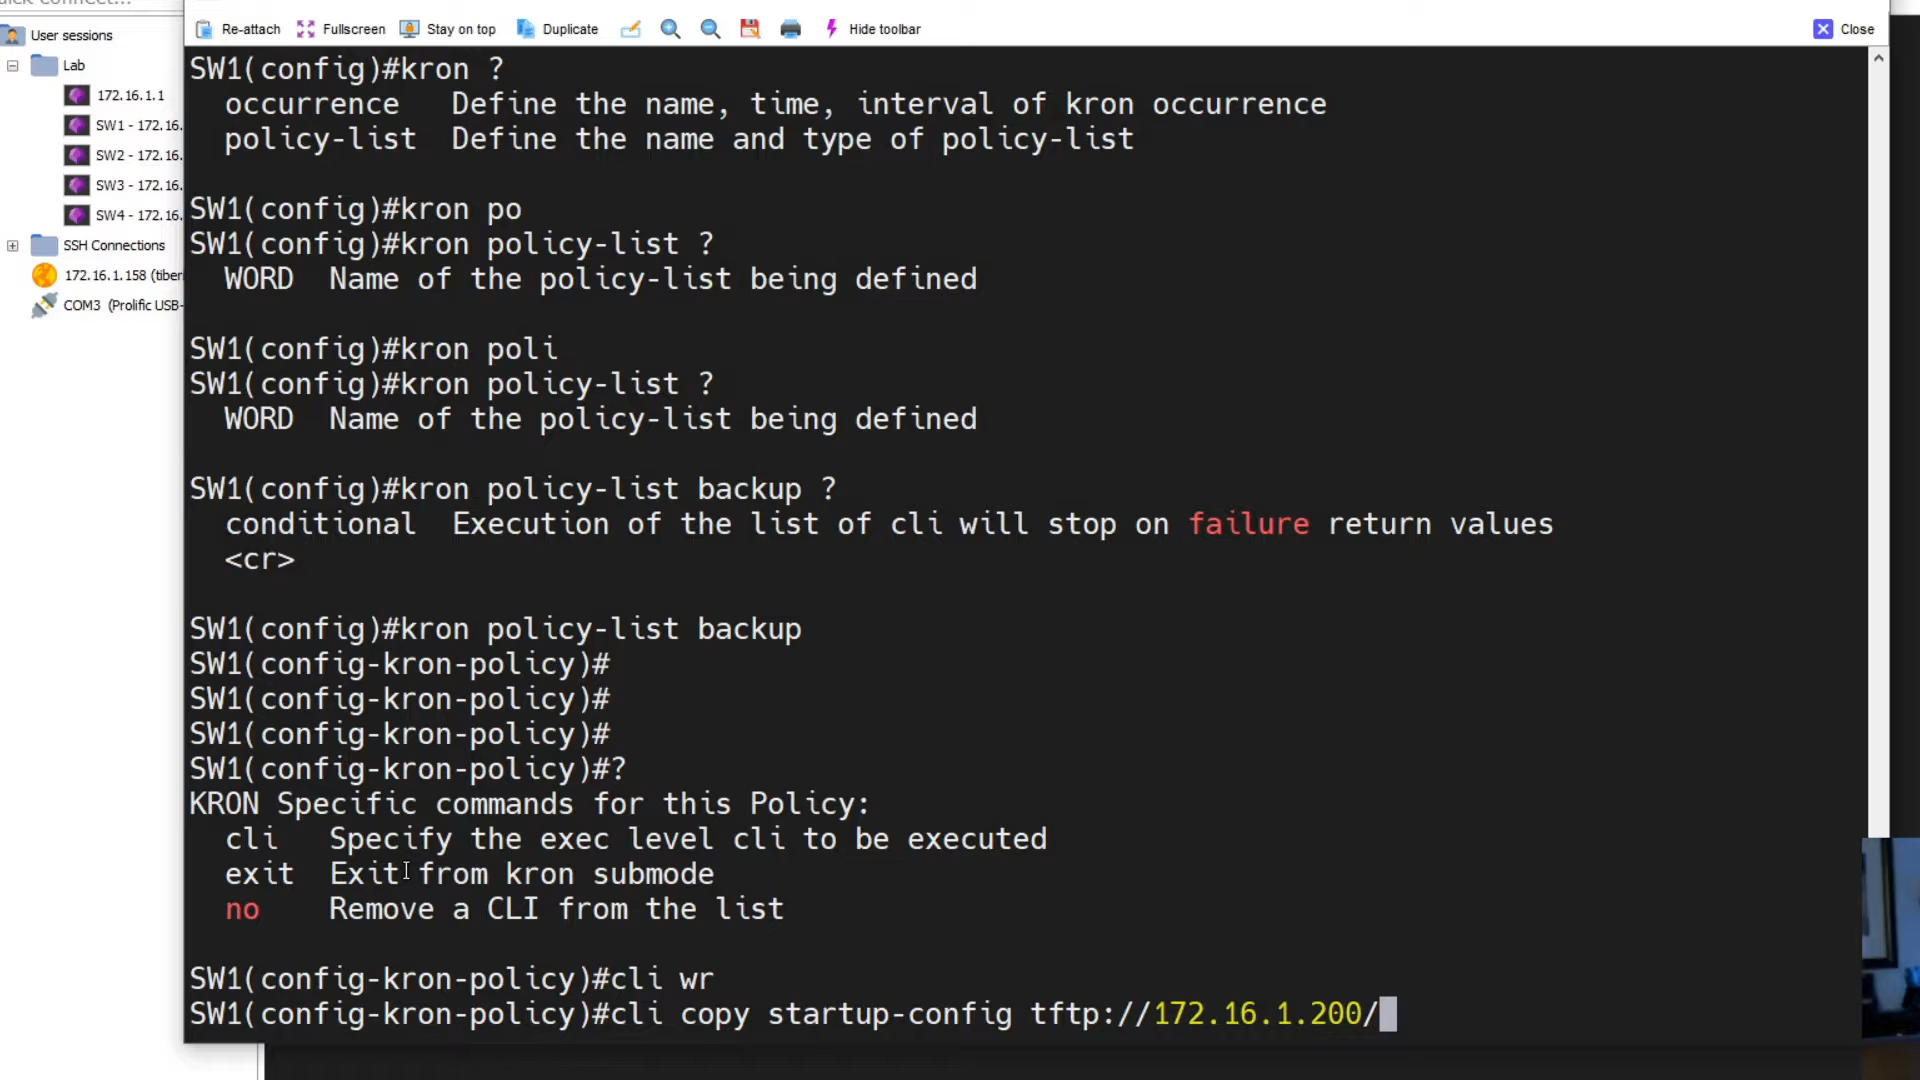 Re-attach Fullscreen Stay on top Duplicate Hide toolbar Close
User sessions
Lab
172.16.1.1
SW1 - 172.16.
SW2 - 172.16.
SW3 - 172.16.
SW4 - 172.16.
SSH Connections
172.16.1.158 (tiber
COM3 (Prolific USB-
SW1(config)#kron ?
occurrence Define the name, time, interval of kron occurrence
policy-list Define the name and type of policy-list
SW1(config)#kron po
SW1(config)#kron policy-list ?
WORD Name of the policy-list being defined
SW1(config)#kron poli
SW1(config)#kron policy-list ?
WORD Name of the policy-list being defined
SW1(config)#kron policy-list backup ?
conditional Execution of the list of cli will stop on failure return values
<cr>
SW1(config)#kron policy-list backup
SW1(config-kron-policy)#
SW1(config-kron-policy)#
SW1(config-kron-policy)#
SW1(config-kron-policy)#?
KRON Specific commands for this Policy:
cli Specify the exec level cli to be executed
exit Exit from kron submode
no Remove a CLI from the list
SW1(config-kron-policy)#cli wr
SW1(config-kron-policy)#cli copy startup-config tftp://172.16.1.200/